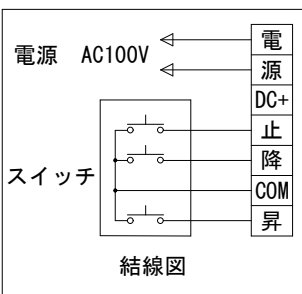 電源 AC100V
電
源
DC+
止
降
COM
昇
スイッチ
結線図